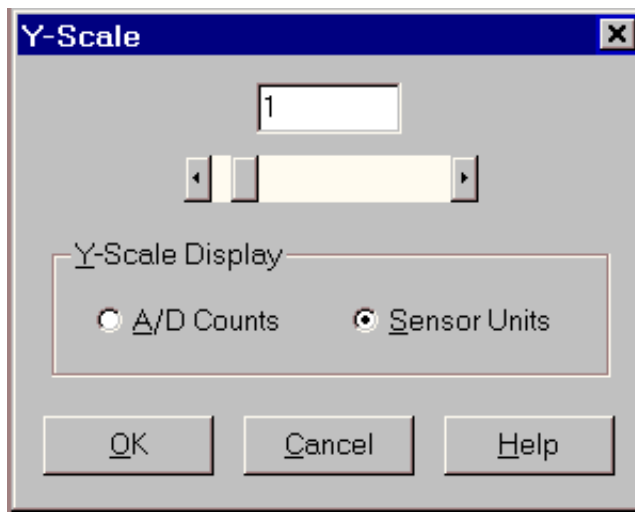 Y-Scale
1
Y-Scale Display
A/D Counts
Sensor Units
OK
Cancel
Help